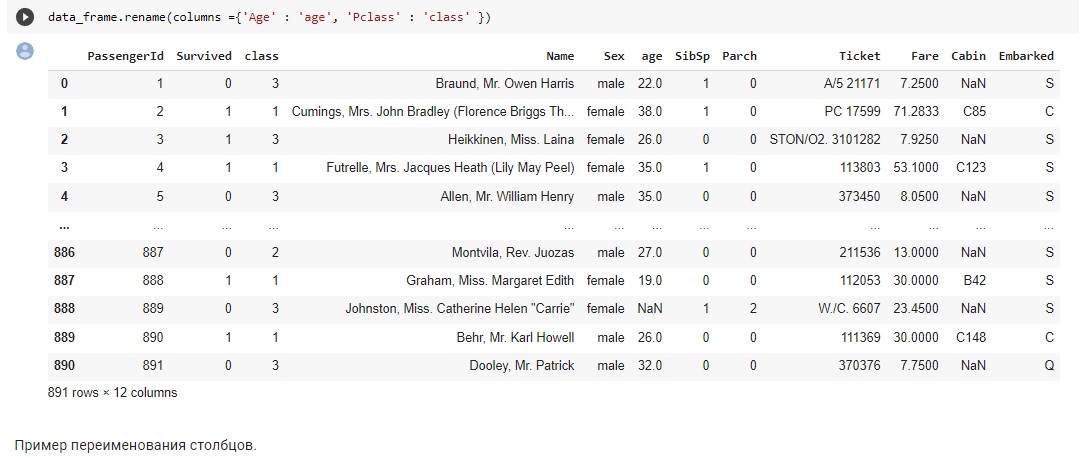 data_frame.rename(columns ={'Age' : 'age', 'Pclass' : 'class' })
PassengerId Survived class Name Sex age SibSp Parch Ticket Fare Cabin Embarked
0 1 0 3 Braund, Mr. Owen Harris male 22.0 1 0 A/5 21171 7.2500 NaN S
1 2 1 1 Cumings, Mrs. John Bradley (Florence Briggs Th... female 38.0 1 0 PC 17599 71.2833 C85 C
2 3 1 3 Heikkinen, Miss. Laina female 26.0 0 0 STON/O2. 3101282 7.9250 NaN S
3 4 1 1 Futrelle, Mrs. Jacques Heath (Lily May Peel) female 35.0 1 0 113803 53.1000 C123 S
4 5 0 3 Allen, Mr. William Henry male 35.0 0 0 373450 8.0500 NaN S
... ... ... ... ... ... ... ... ... ... ... ... ...
886 887 0 2 Montvila, Rev. Juozas male 27.0 0 0 211536 13.0000 NaN S
887 888 1 1 Graham, Miss. Margaret Edith female 19.0 0 0 112053 30.0000 B42 S
888 889 0 3 Johnston, Miss. Catherine Helen "Carrie" female NaN 1 2 W./C. 6607 23.4500 NaN S
889 890 1 1 Behr, Mr. Karl Howell male 26.0 0 0 111369 30.0000 C148 C
890 891 0 3 Dooley, Mr. Patrick male 32.0 0 0 370376 7.7500 NaN Q
891 rows × 12 columns
Пример переименования столбцов.